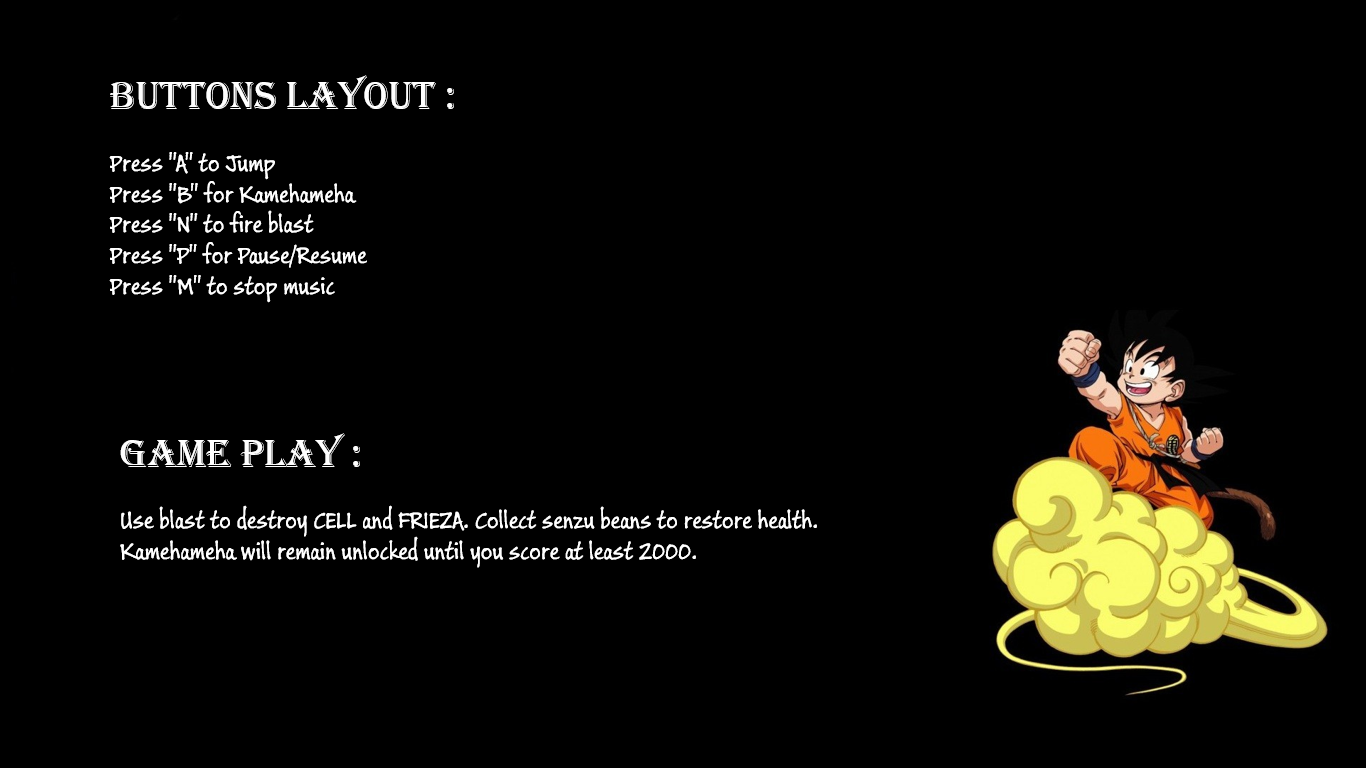 BUTTONS LAYOUT :
Press "A" to Jump
Press "B" for Kamehameha
Press "N" to fire blast
Press "P" for Pause/Resume
Press "M" to stop music
GAME PLAY :
Use blast to destroy CELL and FRIEZA. Collect senzu beans to restore health.
Kamehameha will remain unlocked until you score at least 2000.